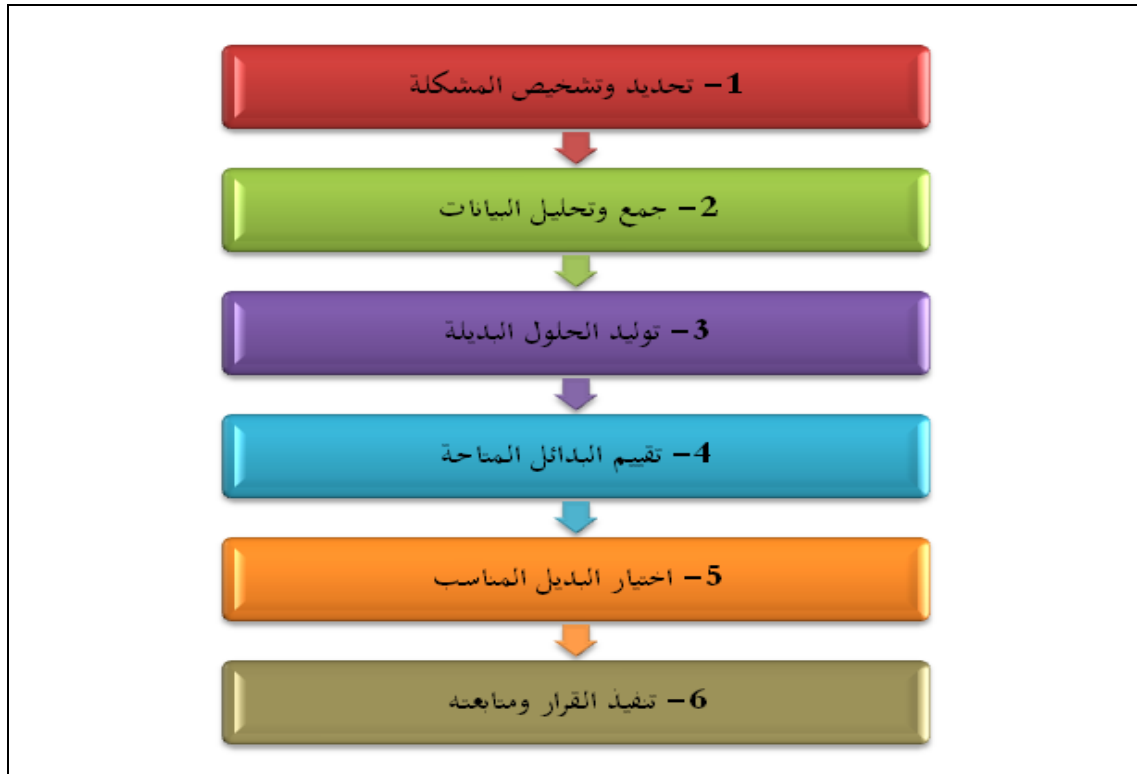 1- تحديد وتشخيص المشكلة
2- جمع وتحليل البيانات
3- توليد الحلول البديلة
4- تقييم البدائل المتاحة
5- اختيار البديل المناسب
6- تنفيذ القرار ومتابعته